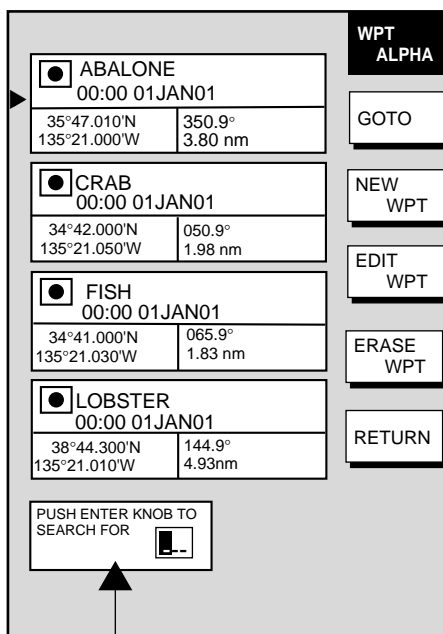 WPT
ALPHA
ABALONE
00:00 01JAN01
35°47.010'N 350.9°
135°21.000'W 3.80 nm
GOTO
CRAB
00:00 01JAN01
34°42.000'N 050.9°
135°21.050'W 1.98 nm
NEW
WPT
FISH
00:00 01JAN01
34°41.000'N 065.9°
135°21.030'W 1.83 nm
EDIT
WPT
ERASE
WPT
LOBSTER
00:00 01JAN01
38°44.300'N 144.9°
135°21.010'W 4.93nm
RETURN
PUSH ENTER KNOB TO
SEARCH FOR
_ _